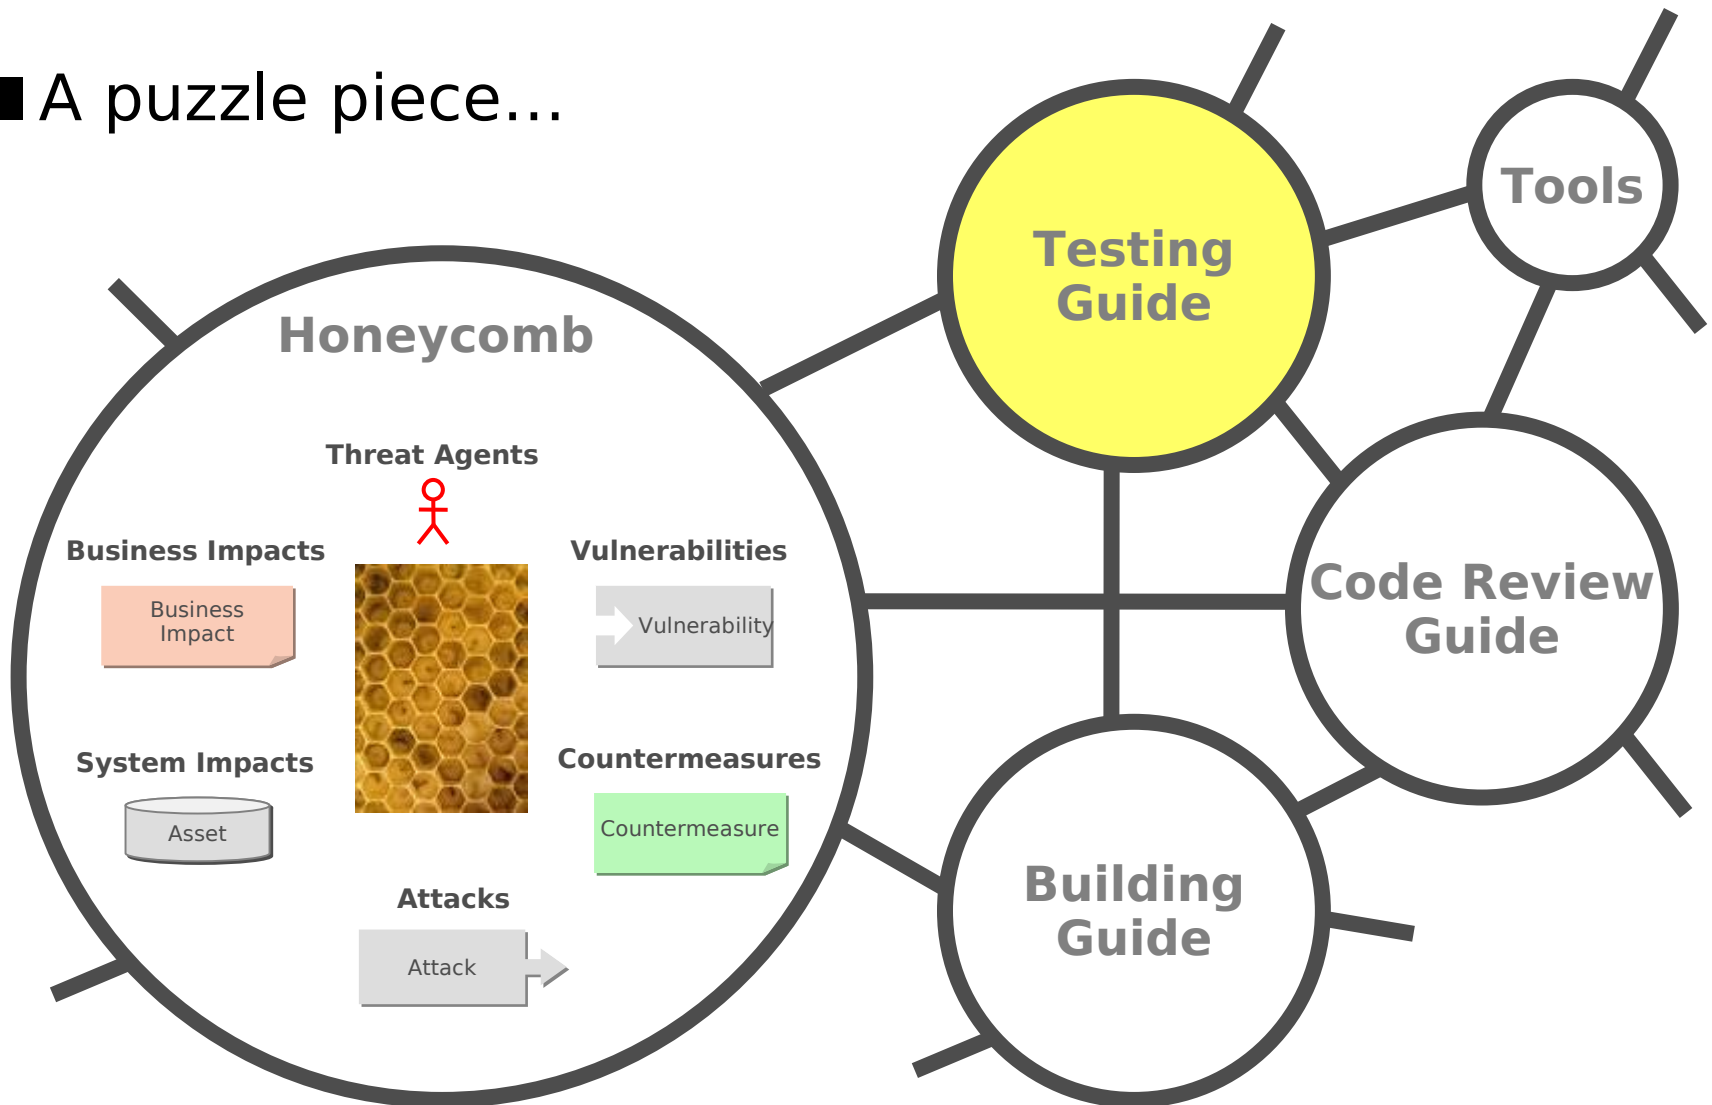 A puzzle piece...
Tools
Testing
Guide
Honeycomb
Threat Agents
Business Impacts
Vulnerabilities
Business
Impact
Vulnerability
Code Review
Guide
System Impacts
Countermeasures
Asset
Countermeasure
Building
Guide
Attacks
Attack